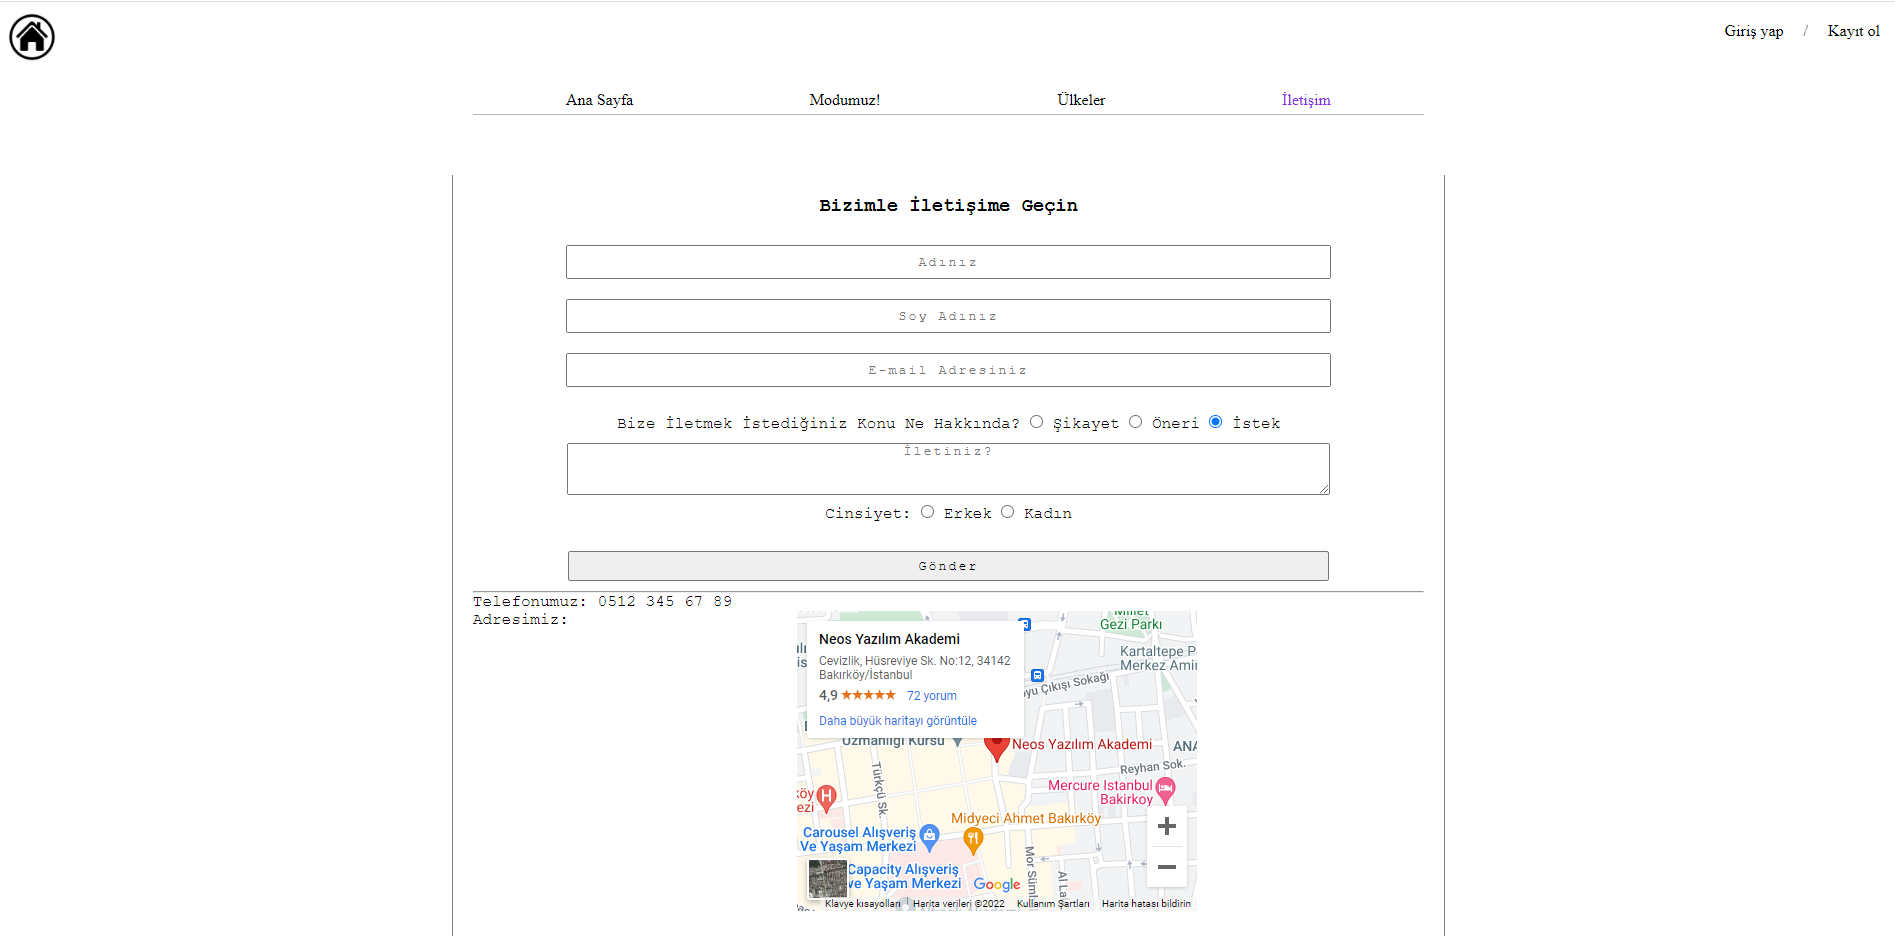 Giriş yap / Kayıt ol
Ana Sayfa Modumuz! Ülkeler İletişim
Bizimle İletişime Geçin
Adınız
Soy Adınız
E-mail Adresiniz
Bize İletmek İstediğiniz Konu Ne Hakkında? Şikayet Öneri İstek
İletiniz?
Cinsiyet: Erkek Kadın
Gönder
Telefonumuz: 0512 345 67 89
Adresimiz:
Neos Yazılım Akademi
Cevizlik, Hüsreviye Sk. No:12, 34142
Bakırköy/İstanbul
4,9 72 yorum
Daha büyük haritayı görüntüle
Millet
Gezi Parkı
Kartaltepe P
Merkez Amir
oyu Çıkışı Sokağı
Uzmanlığı Kursu
Neos Yazılım Akademi
ANA
Reyhan Sok.
Türkçü Sk.
Mercure Istanbul
Bakirkoy
köy
ezi
H
Midyeci Ahmet Bakırköy
Carousel Alışveriş
Ve Yaşam Merkezi
Mor Süml
Al La
Capacity Alışveriş
ve Yaşam Merkezi
Google
Klavye kısayolları Harita verileri ©2022 Kullanım Şartları Harita hatası bildirin